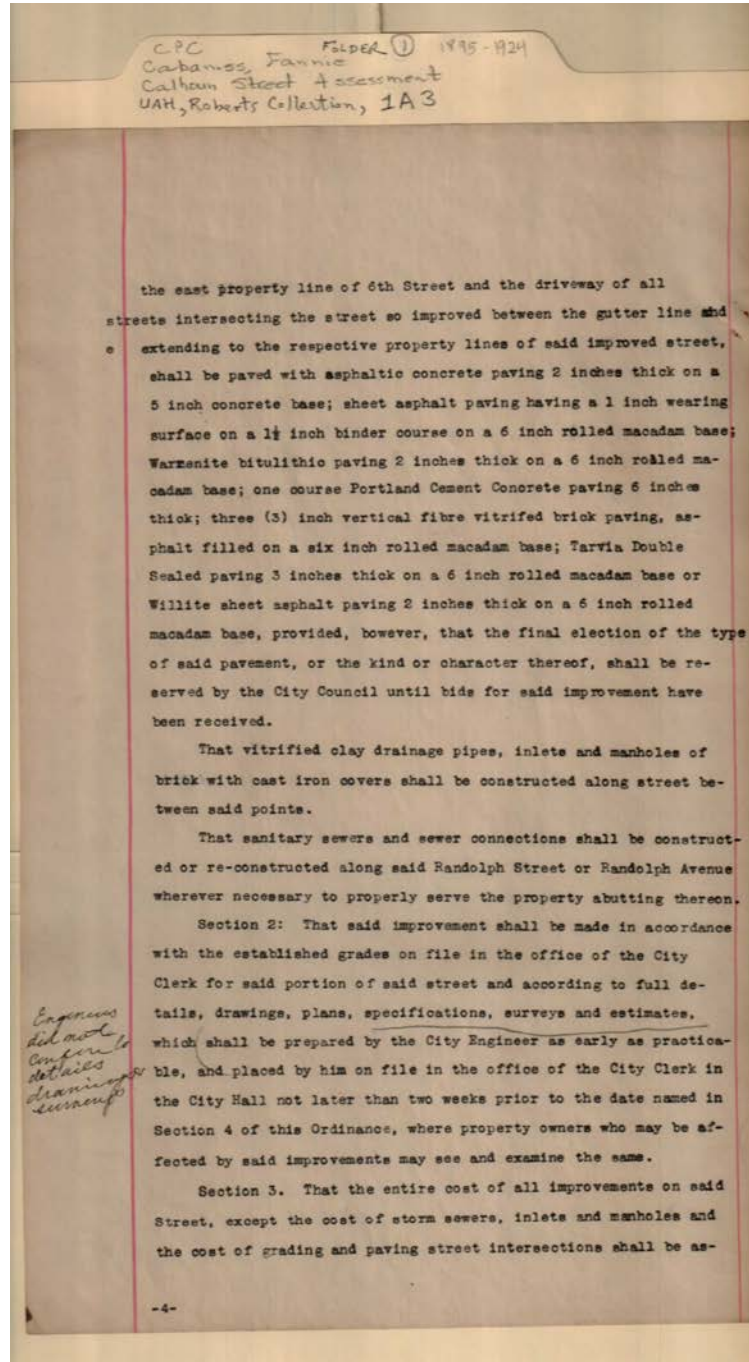 CPC FOLDER 1 1895-1924
Cabaniss, Fannie
Calhoun Street Assessment
UAH, Roberts Collection, 1A3
the east property line of 6th Street and the driveway of all
streets intersecting the street so improved between the gutter line and
e extending to the respective property lines of said improved street,
shall be paved with asphaltic concrete paving 2 inches thick on a
5 inch concrete base; sheet asphalt paving having a 1 inch wearing
surface on a 1½ inch binder course on a 6 inch rolled macadam base;
Warmenite bitulithic paving 2 inches thick on a 6 inch rolled ma-
cadam base; one course Portland Cement Concrete paving 6 inches
thick; three (3) inch vertical fibre vitrifed brick paving, as-
phalt filled on a six inch rolled macadam base; Tarvia Double
Sealed paving 3 inches thick on a 6 inch rolled macadam base or
Willite sheet asphalt paving 2 inches thick on a 6 inch rolled
macadam base, provided, bowever, that the final election of the type
of said pavement, or the kind or character thereof, shall be re-
served by the City Council until bids for said improvement have
been received.
That vitrified clay drainage pipes, inlets and manholes of
brick with cast iron covers shall be constructed along street be-
tween said points.
That sanitary sewers and sewer connections shall be construct-
ed or re-constructed along said Randolph Street or Randolph Avenue
wherever necessary to properly serve the property abutting thereon.
Section 2: That said improvement shall be made in accordance
with the established grades on file in the office of the City
Clerk for said portion of said street and according to full de-
tails, drawings, plans, specifications, surveys and estimates,
which shall be prepared by the City Engineer as early as practica-
ble, and placed by him on file in the office of the City Clerk in
the City Hall not later than two weeks prior to the date named in
Section 4 of this Ordinance, where property owners who may be af-
fected by said improvements may see and examine the same.
Section 3. That the entire cost of all improvements on said
Street, except the cost of storm sewers, inlets and manholes and
the cost of grading and paving street intersections shall be as-
-4-
Engineers
did not
details
drawings